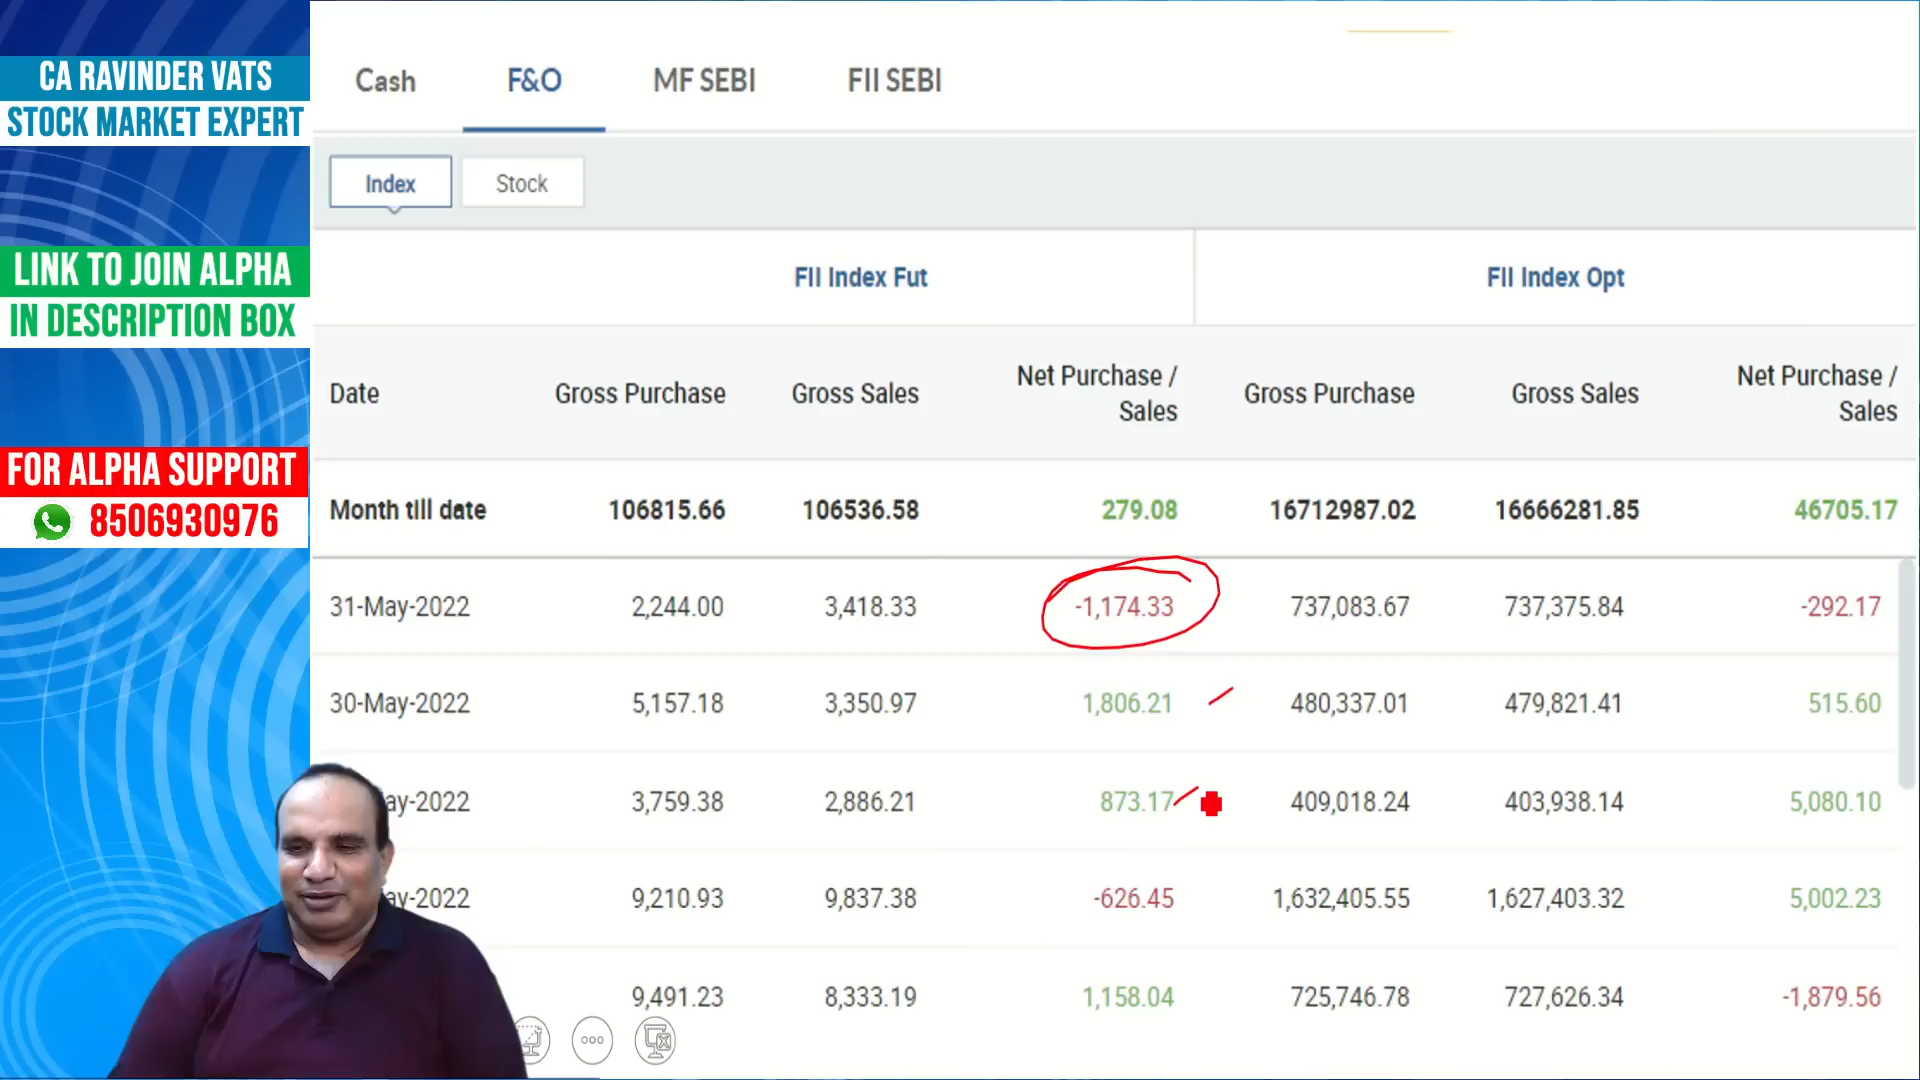 CA RAVINDER VATS
STOCK MARKET EXPERT
LINK TO JOIN ALPHA
IN DESCRIPTION BOX
FOR ALPHA SUPPORT
8506930976
Cash F&O MF SEBI FII SEBI
Index Stock
FII Index Fut FII Index Opt
Date Gross Purchase Gross Sales Net Purchase / Sales Gross Purchase Gross Sales Net Purchase / Sales
Month till date 106815.66 106536.58 279.08 16712987.02 16666281.85 46705.17
31-May-2022 2,244.00 3,418.33 -1,174.33 737,083.67 737,375.84 -292.17
30-May-2022 5,157.18 3,350.97 1,806.21 480,337.01 479,821.41 515.60
ay-2022 3,759.38 2,886.21 873.17 409,018.24 403,938.14 5,080.10
ay-2022 9,210.93 9,837.38 -626.45 1,632,405.55 1,627,403.32 5,002.23
9,491.23 8,333.19 1,158.04 725,746.78 727,626.34 -1,879.56